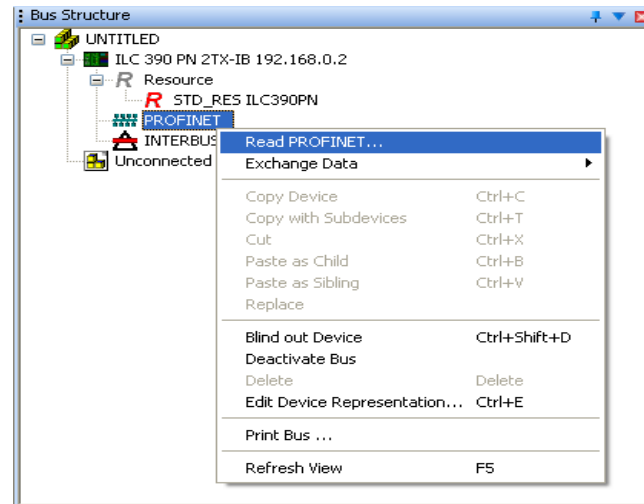 Bus Structure
UNTITLED
ILC 390 PN 2TX-IB 192.168.0.2
Resource
STD_RES ILC390PN
PROFINET
INTERBUS
Unconnected
Read PROFINET...
Exchange Data
Copy Device Ctrl+C
Copy with Subdevices Ctrl+T
Cut Ctrl+X
Paste as Child Ctrl+B
Paste as Sibling Ctrl+V
Replace
Blind out Device Ctrl+Shift+D
Deactivate Bus
Delete Delete
Edit Device Representation... Ctrl+E
Print Bus ...
Refresh View F5